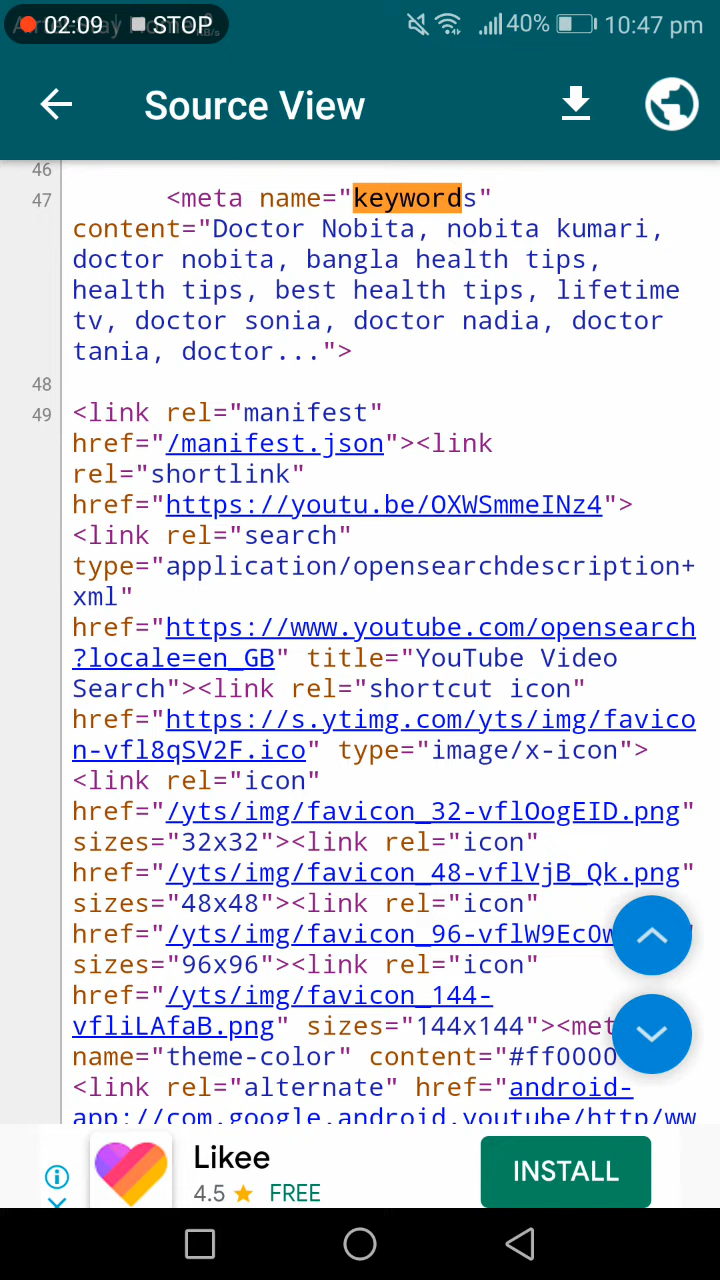 02:09 STOP 40% 10:47 pm
Source View
46
47 <meta name="keywords"
content="Doctor Nobita, nobita kumari,
doctor nobita, bangla health tips,
health tips, best health tips, lifetime
tv, doctor sonia, doctor nadia, doctor
tania, doctor...">
48
49 <link rel="manifest"
href="/manifest.json"><link
rel="shortlink"
href="https://youtu.be/OXWSmmeINz4">
<link rel="search"
type="application/opensearchdescription+
xml"
href="https://www.youtube.com/opensearch
?locale=en_GB" title="YouTube Video
Search"><link rel="shortcut icon"
href="https://s.ytimg.com/yts/img/favico
n-vfl8qSV2F.ico" type="image/x-icon">
<link rel="icon"
href="/yts/img/favicon_32-vflOogEID.png"
sizes="32x32"><link rel="icon"
href="/yts/img/favicon_48-vflVjB_Qk.png"
sizes="48x48"><link rel="icon"
href="/yts/img/favicon_96-vflW9Ec0w
sizes="96x96"><link rel="icon"
href="/yts/img/favicon_144-
vfliLAfaB.png" sizes="144x144"><met
name="theme-color" content="#ff0000
<link rel="alternate" href="android-
app://com.google.android.youtube/http/ww
Likee
4.5 FREE
INSTALL